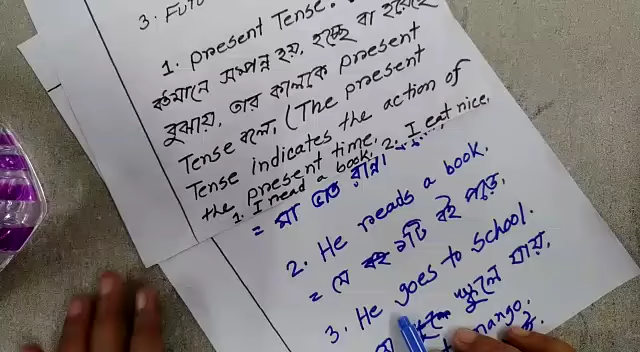 3. Futu
1. present Tense.
বর্তমানে সম্পন্ন হয়, হচ্ছে বা হয়েছে
বুঝায়, তার কালকে present
Tense বলে. (The present
Tense indicates the action of
the present time.
1. I read a book. 2. I eat rice.
= মা ভাত রান্না
2. He reads a book.
= সে বই একটি বই পড়ে.
3. He goes to school.
স্কুলে যায়.
mango.